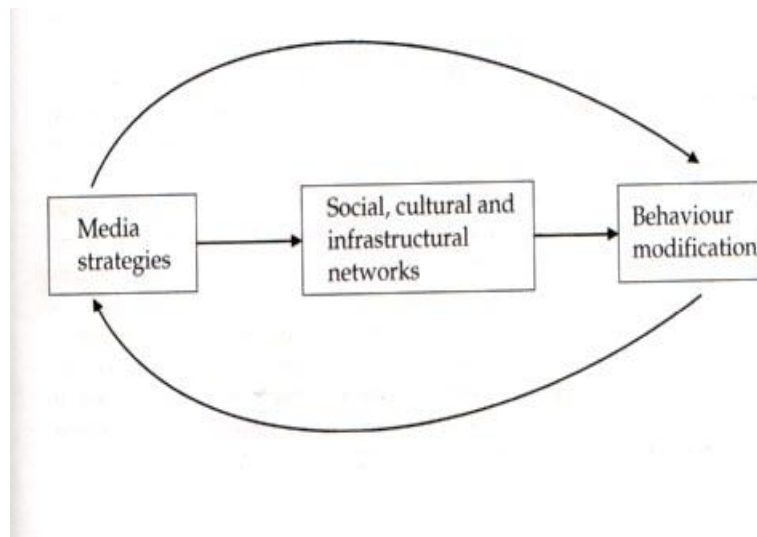 Media
strategies
Social, cultural and
infrastructural
networks
Behaviour
modification